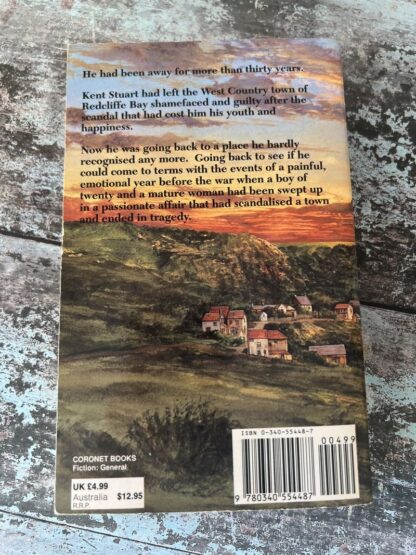 He had been away for more than thirty years.
Kent Stuart had left the West Country town of
Redcliffe Bay shamefaced and guilty after the
scandal that had cost him his youth and
happiness.
Now he was going back to a place he hardly
recognised any more. Going back to see if he
could come to terms with the events of a painful,
emotional year before the war when a boy of
twenty and a mature woman had been swept up
in a passionate affair that had scandalised a town
and ended in tragedy.
ISBN 0-340-55448-7
00499
CORONET BOOKS
Fiction: General
UK £4.99
Australia $12.95
R.R.P.
9 780340 554487